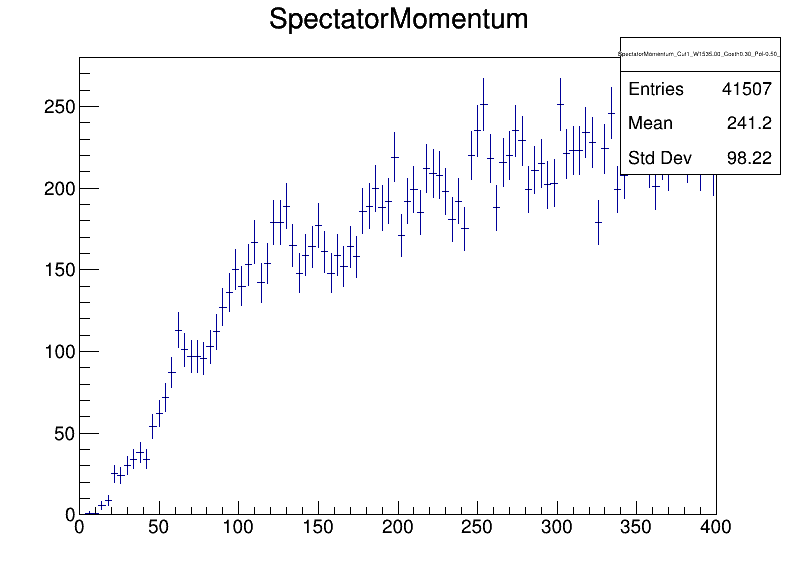 SpectatorMomentum
SpectatorMomentum_Cut1_W1535.00_Costh0.30_Pol-0.50_
Entries 41507
Mean 241.2
Std Dev 98.22
250
200
150
100
50
0
0 50 100 150 200 250 300 350 400